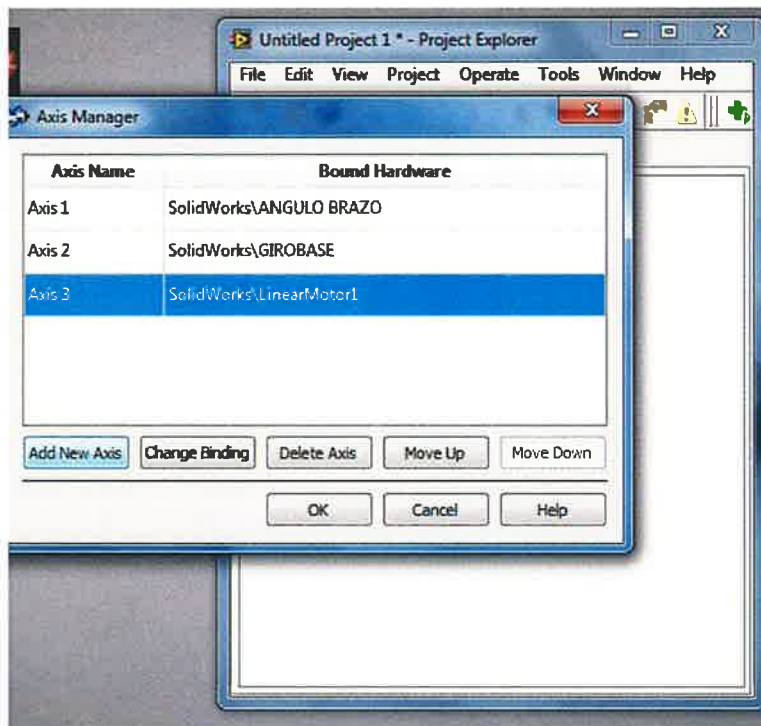 Untitled Project 1 * - Project Explorer
File Edit View Project Operate Tools Window Help
Axis Manager
Axis Name Bound Hardware
Axis 1 SolidWorks\ANGULO BRAZO
Axis 2 SolidWorks\GIROBASE
Axis 3 SolidWorks\LinearMotor1
Add New Axis Change Binding Delete Axis Move Up Move Down
OK Cancel Help